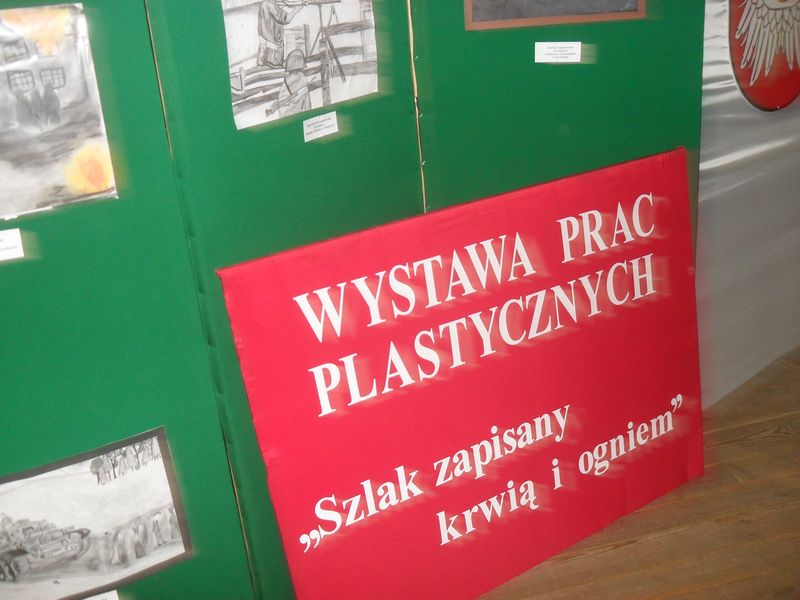 WYSTAWA PRAC
PLASTYCZNYCH
„Szlak zapisany
krwią i ogniem”